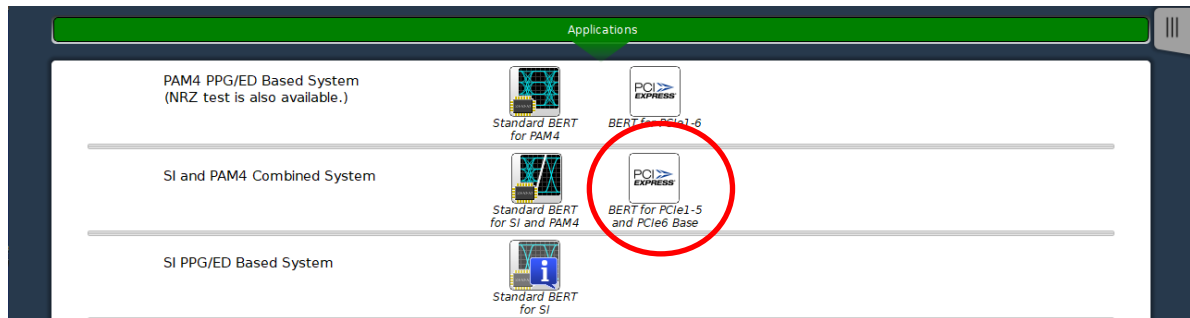 Applications
PAM4 PPG/ED Based System
(NRZ test is also available.)
PCI
EXPRESS
Standard BERT
for PAM4
BERT for PCIe1-6
SI and PAM4 Combined System
PCI
EXPRESS
Standard BERT
for SI and PAM4
BERT for PCIe1-5
and PCIe6 Base
SI PPG/ED Based System
i
Standard BERT
for SI